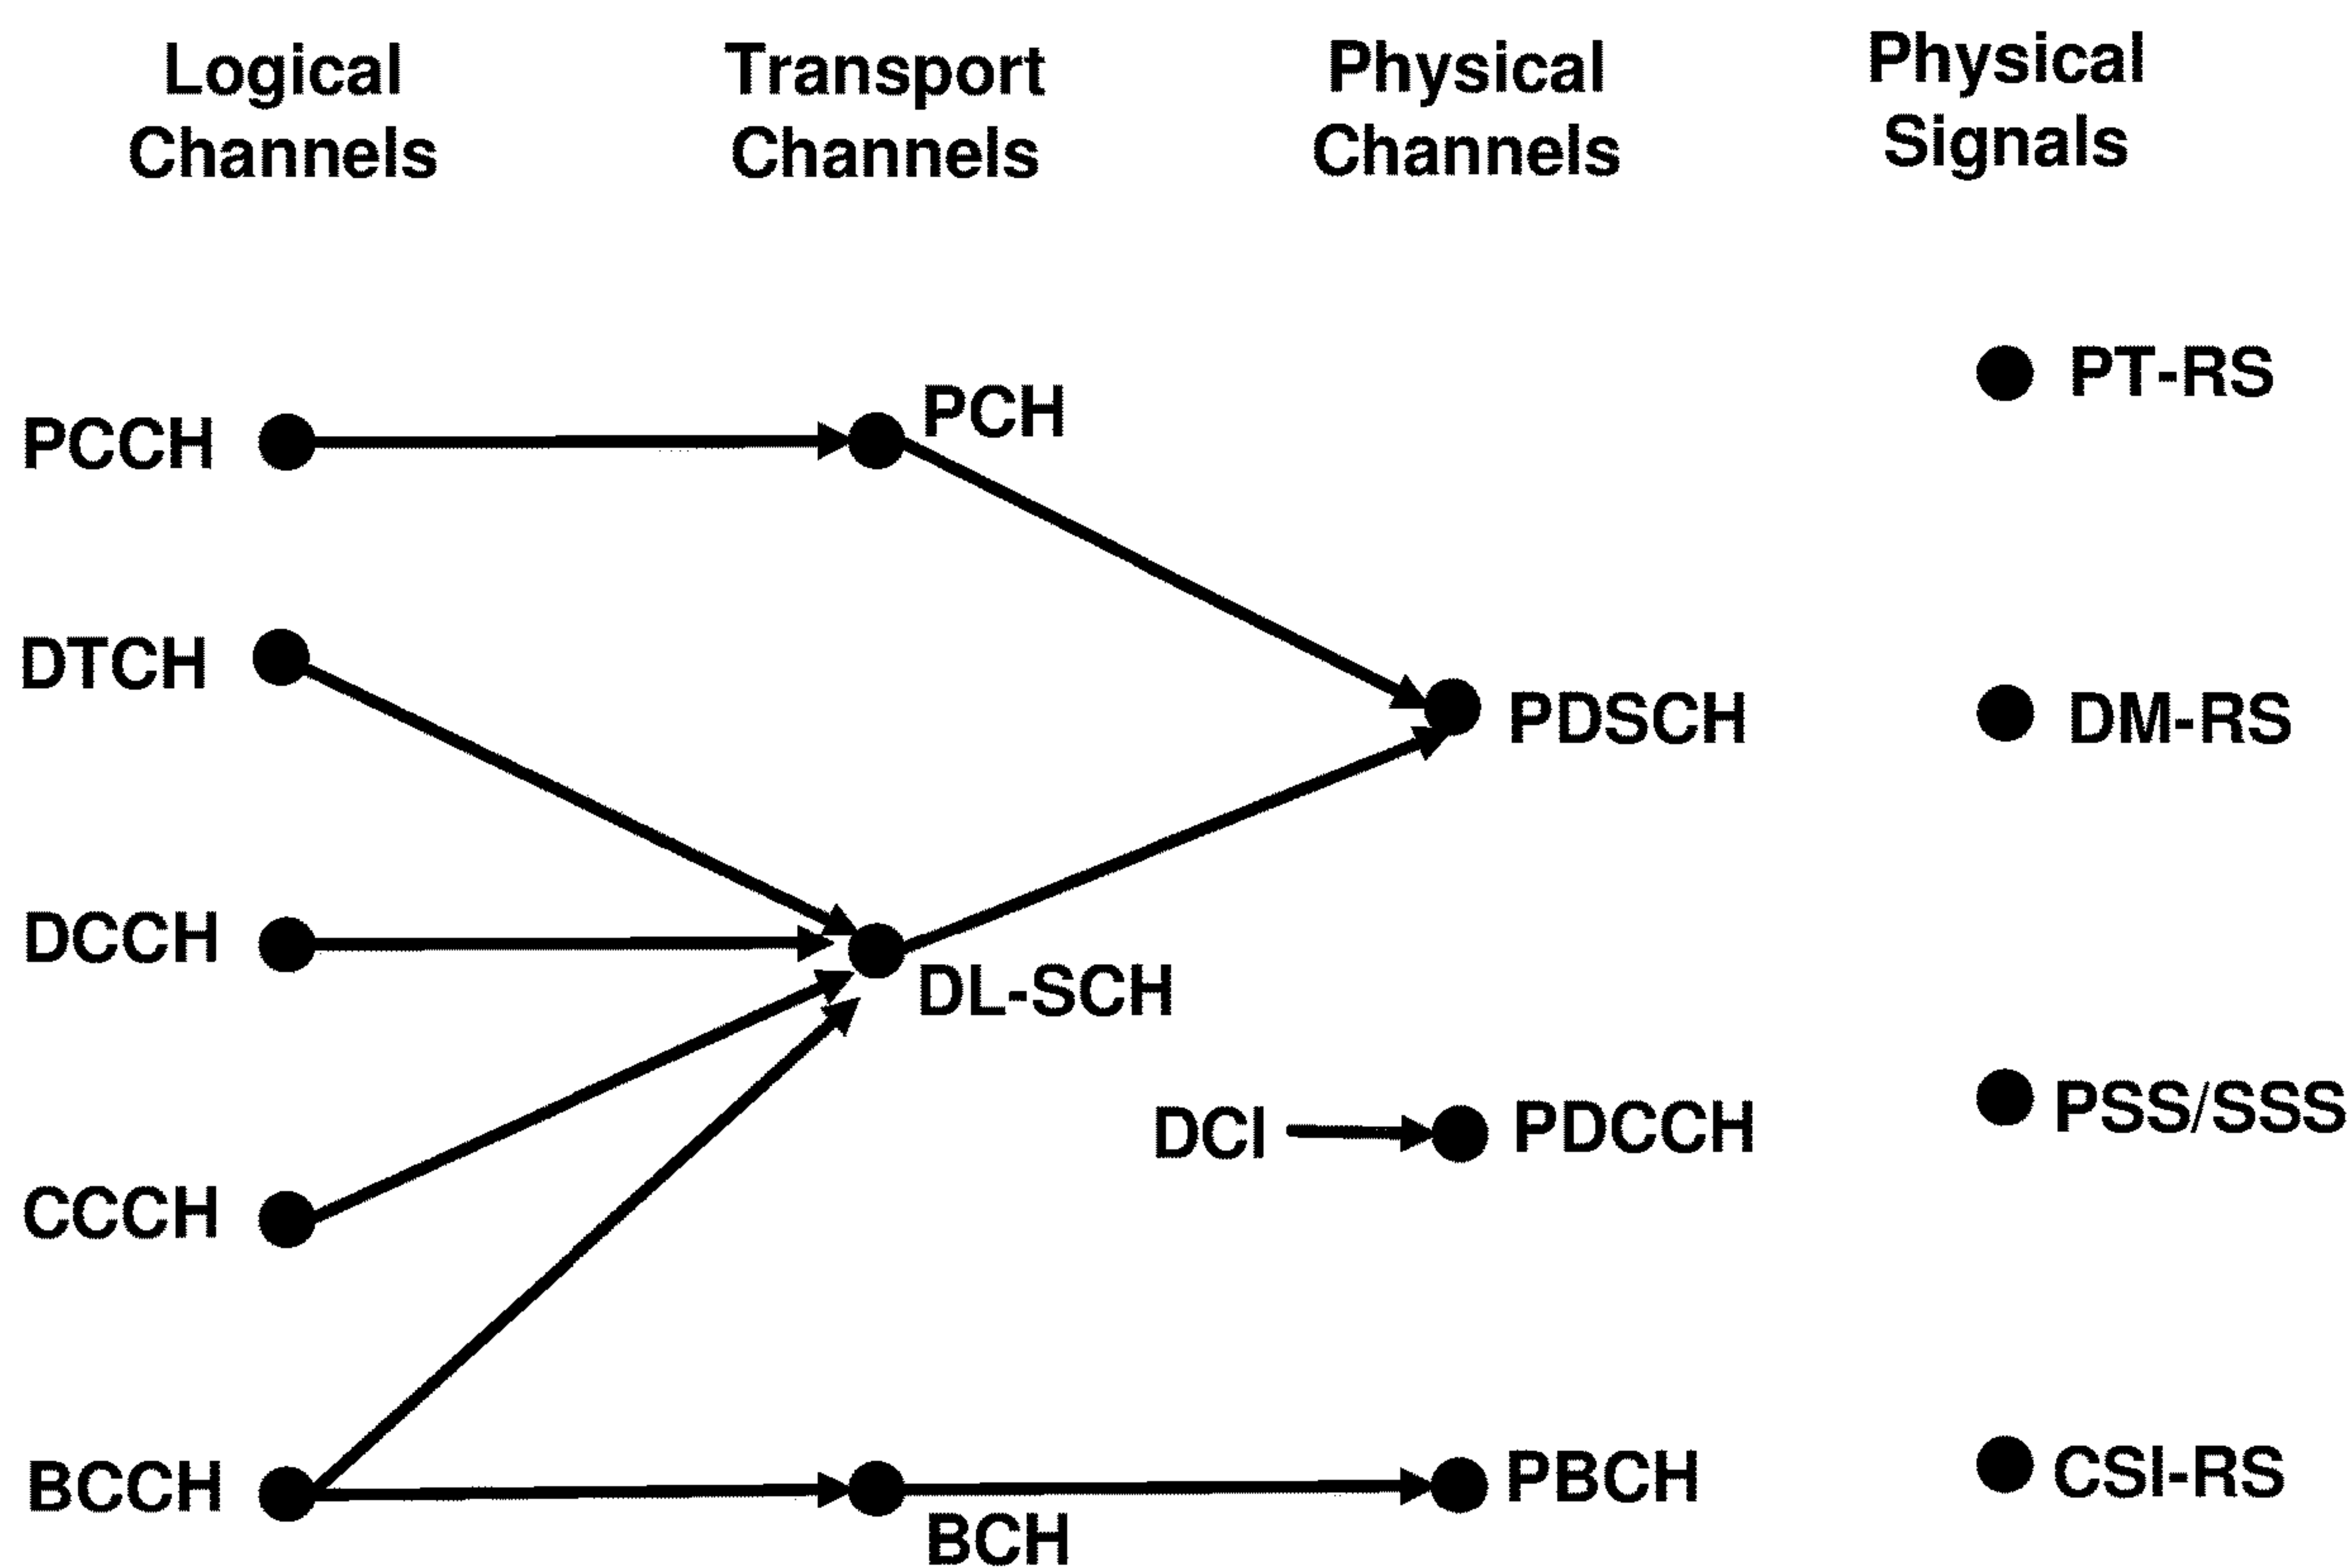 Logical
Channels
Transport
Channels
Physical
Channels
Physical
Signals
PCCH
PCH
PT-RS
DTCH
PDSCH
DM-RS
DCCH
DL-SCH
DCI
PDCCH
PSS/SSS
CCCH
BCCH
BCH
PBCH
CSI-RS